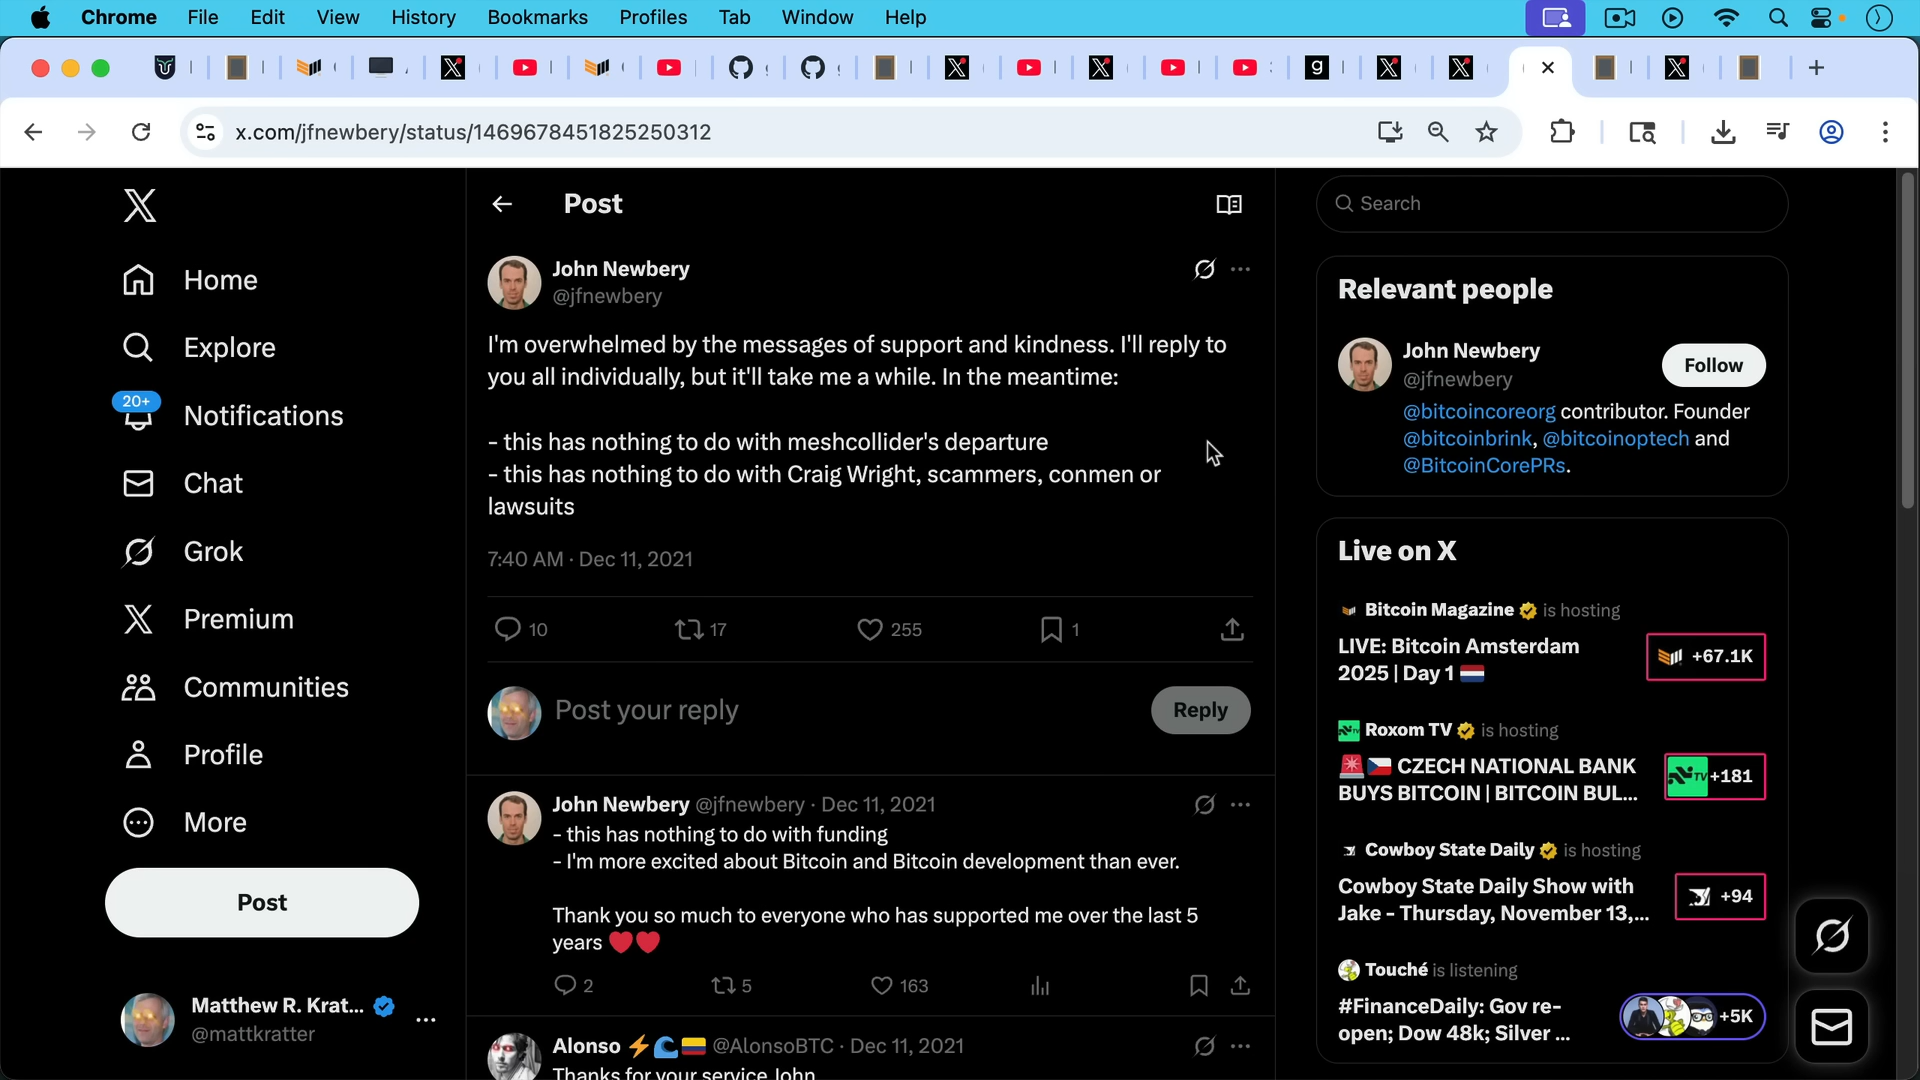 Chrome File Edit View History Bookmarks Profiles Tab Window Help
x.com/jfnewbery/status/1469678451825250312
Post
Search
John Newbery
@jfnewbery
I'm overwhelmed by the messages of support and kindness. I'll reply to
you all individually, but it'll take me a while. In the meantime:
- this has nothing to do with meshcollider's departure
- this has nothing to do with Craig Wright, scammers, conmen or
lawsuits
7:40 AM · Dec 11, 2021
10 17 255 1
Post your reply
Reply
John Newbery @jfnewbery · Dec 11, 2021
- this has nothing to do with funding
- I'm more excited about Bitcoin and Bitcoin development than ever.
Thank you so much to everyone who has supported me over the last 5
years ❤️❤️
2 5 163
Alonso ⚡🌊🇨🇴 @AlonsoBTC · Dec 11, 2021
Thanks for your service John
Home
Explore
20+
Notifications
Chat
Grok
Premium
Communities
Profile
More
Post
Matthew R. Krat...
@mattkratter
Relevant people
John Newbery
@jfnewbery
Follow
@bitcoincoreorg contributor. Founder
@bitcoinbrink, @bitcoinoptech and
@BitcoinCorePRs.
Live on X
Bitcoin Magazine is hosting
LIVE: Bitcoin Amsterdam
2025 | Day 1 🇳🇱
+67.1K
Roxom TV is hosting
🚨🇨🇿 CZECH NATIONAL BANK
BUYS BITCOIN | BITCOIN BUL...
+181
Cowboy State Daily is hosting
Cowboy State Daily Show with
Jake - Thursday, November 13,...
+94
Touché is listening
#FinanceDaily: Gov re-
open; Dow 48k; Silver ...
+5K